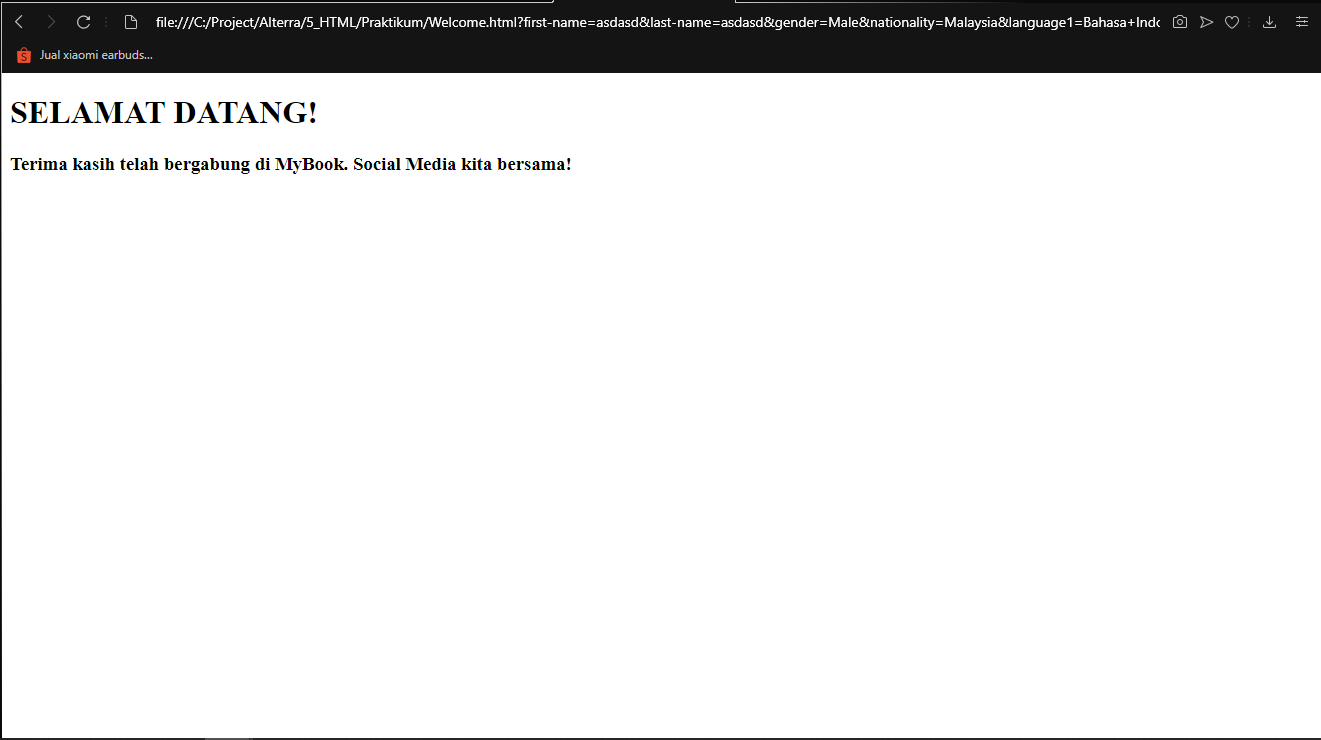 file:///C:/Project/Alterra/5_HTML/Praktikum/Welcome.html?first-name=asdasd&last-name=asdasd&gender=Male&nationality=Malaysia&language1=Bahasa+Indo
Jual xiaomi earbuds...
SELAMAT DATANG!
Terima kasih telah bergabung di MyBook. Social Media kita bersama!